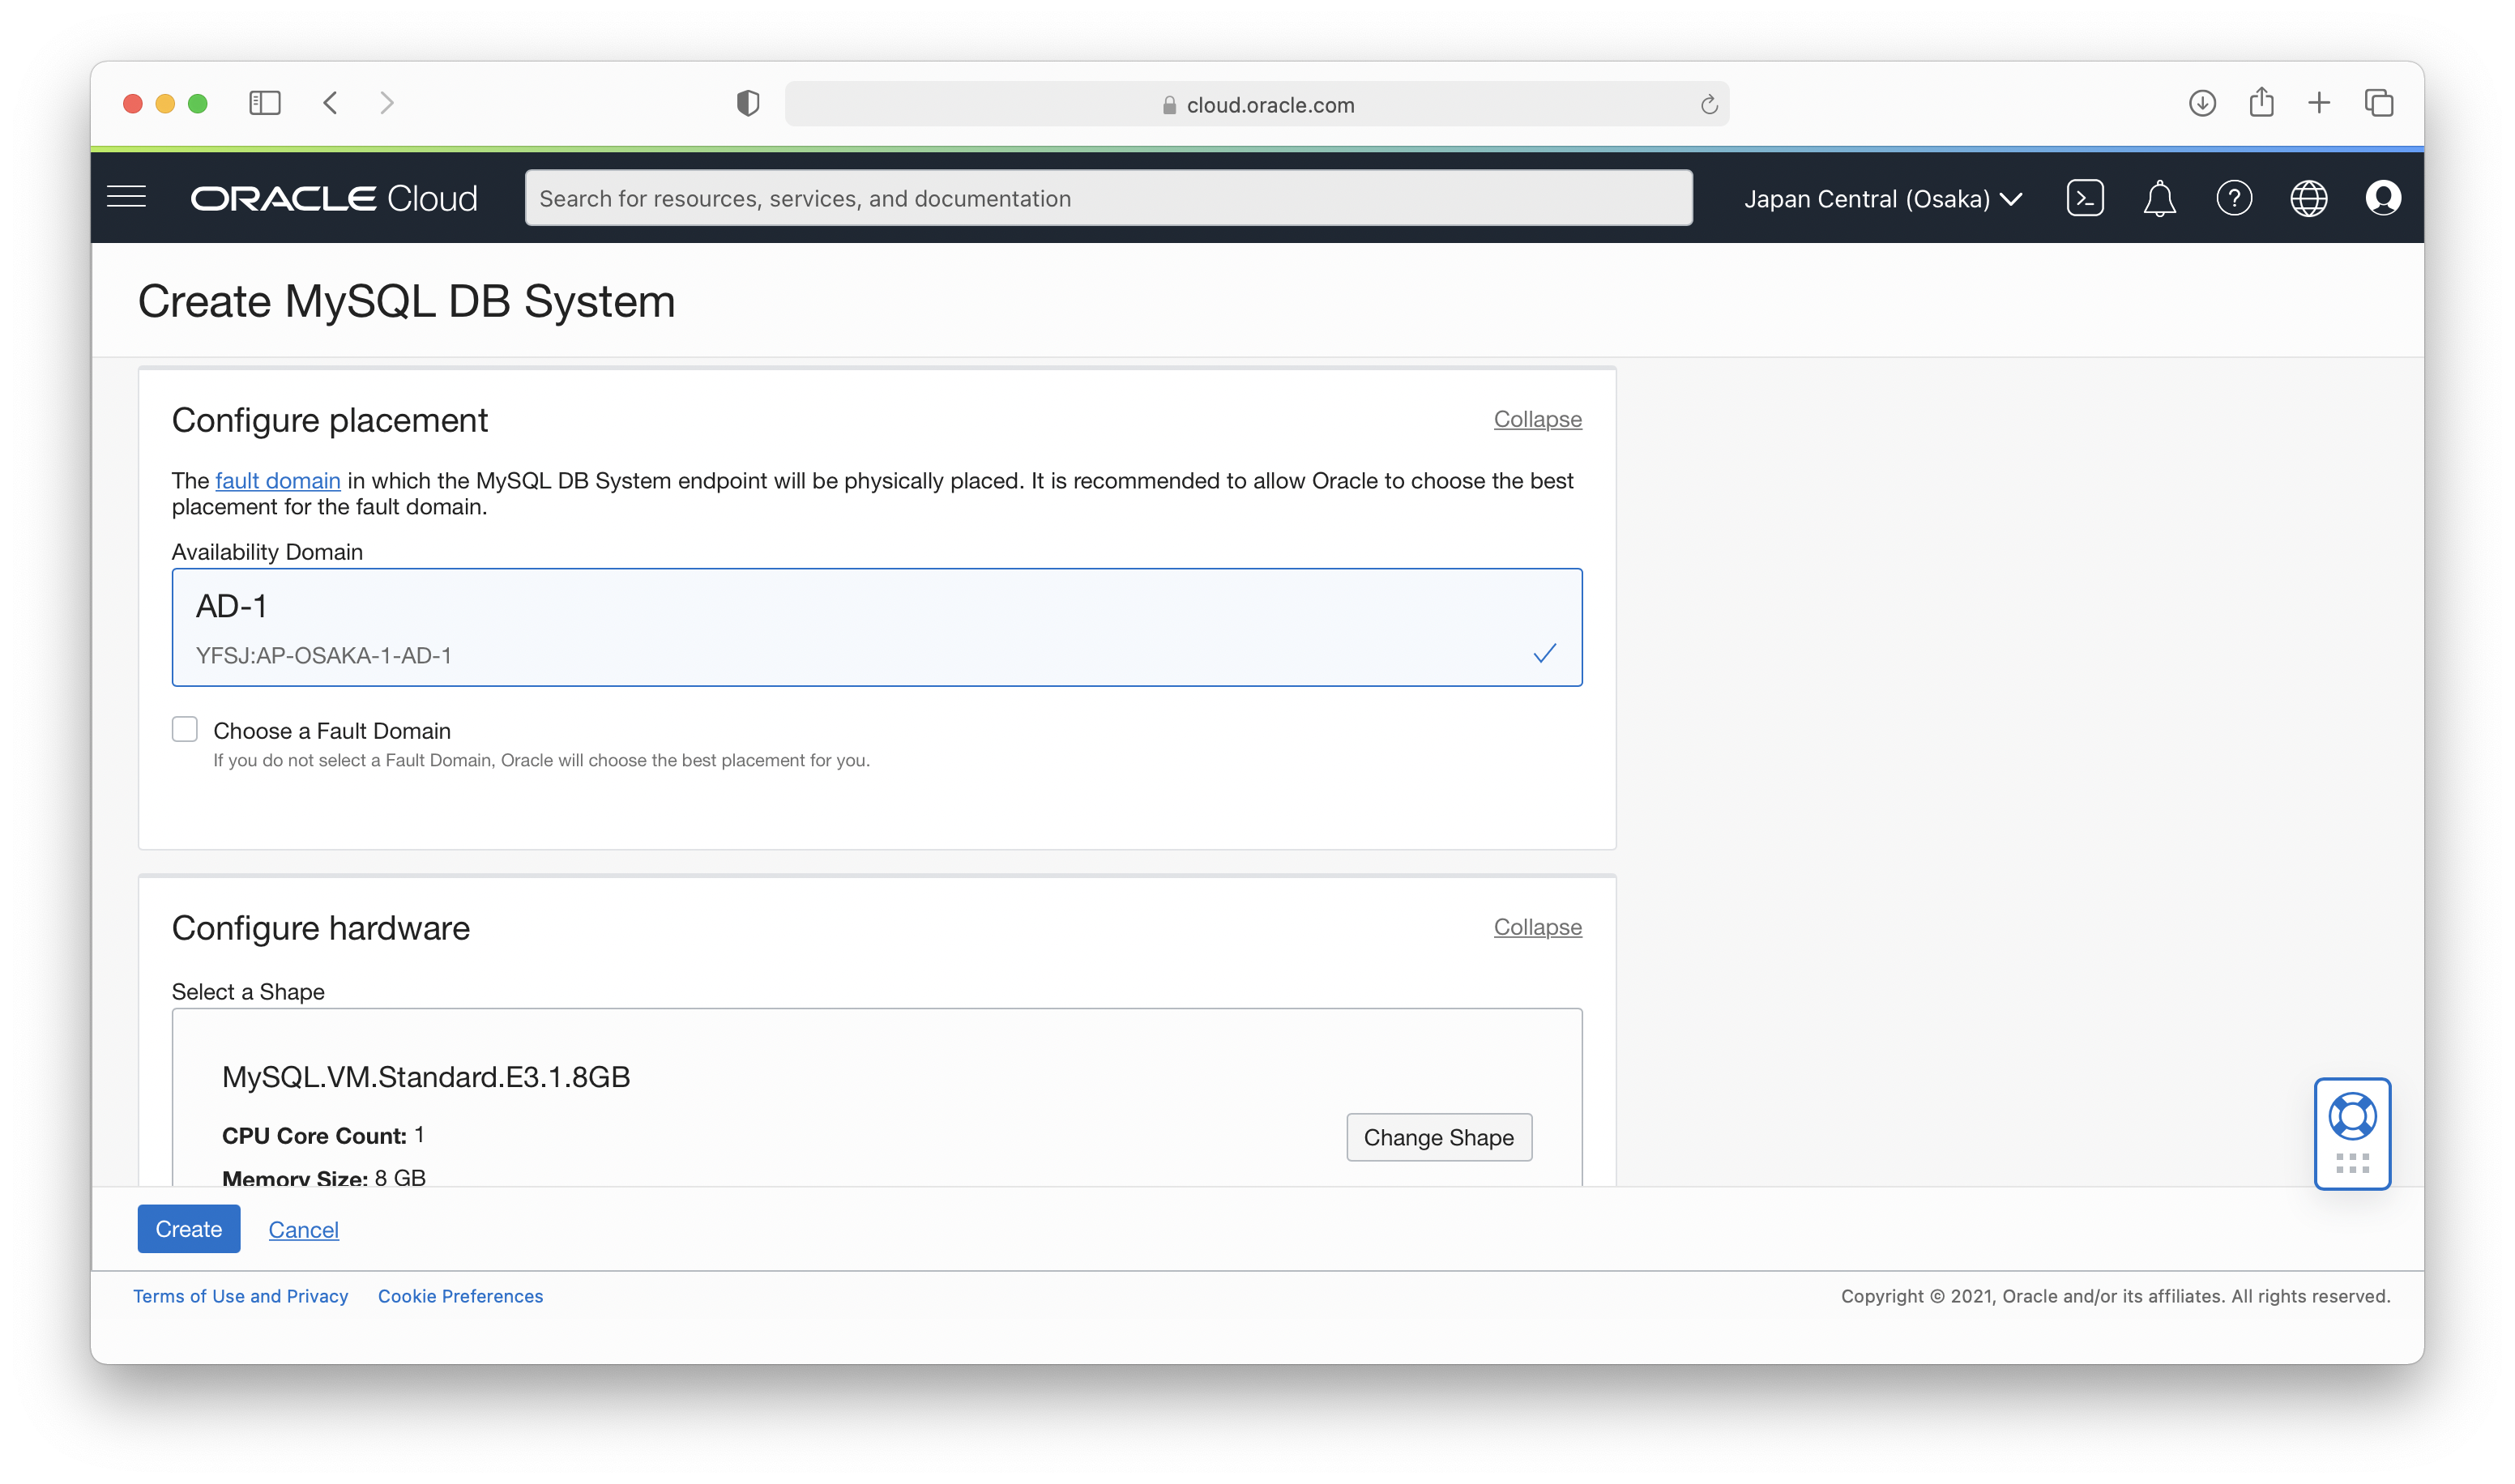 cloud.oracle.com
ORACLE Cloud
Search for resources, services, and documentation
Japan Central (Osaka)
Create MySQL DB System
Configure placement
Collapse
The fault domain in which the MySQL DB System endpoint will be physically placed. It is recommended to allow Oracle to choose the best
placement for the fault domain.
Availability Domain
AD-1
YFSJ:AP-OSAKA-1-AD-1
Choose a Fault Domain
If you do not select a Fault Domain, Oracle will choose the best placement for you.
Configure hardware
Collapse
Select a Shape
MySQL.VM.Standard.E3.1.8GB
CPU Core Count: 1
Change Shape
Memory Size: 8 GB
Create
Cancel
Terms of Use and Privacy
Cookie Preferences
Copyright © 2021, Oracle and/or its affiliates. All rights reserved.